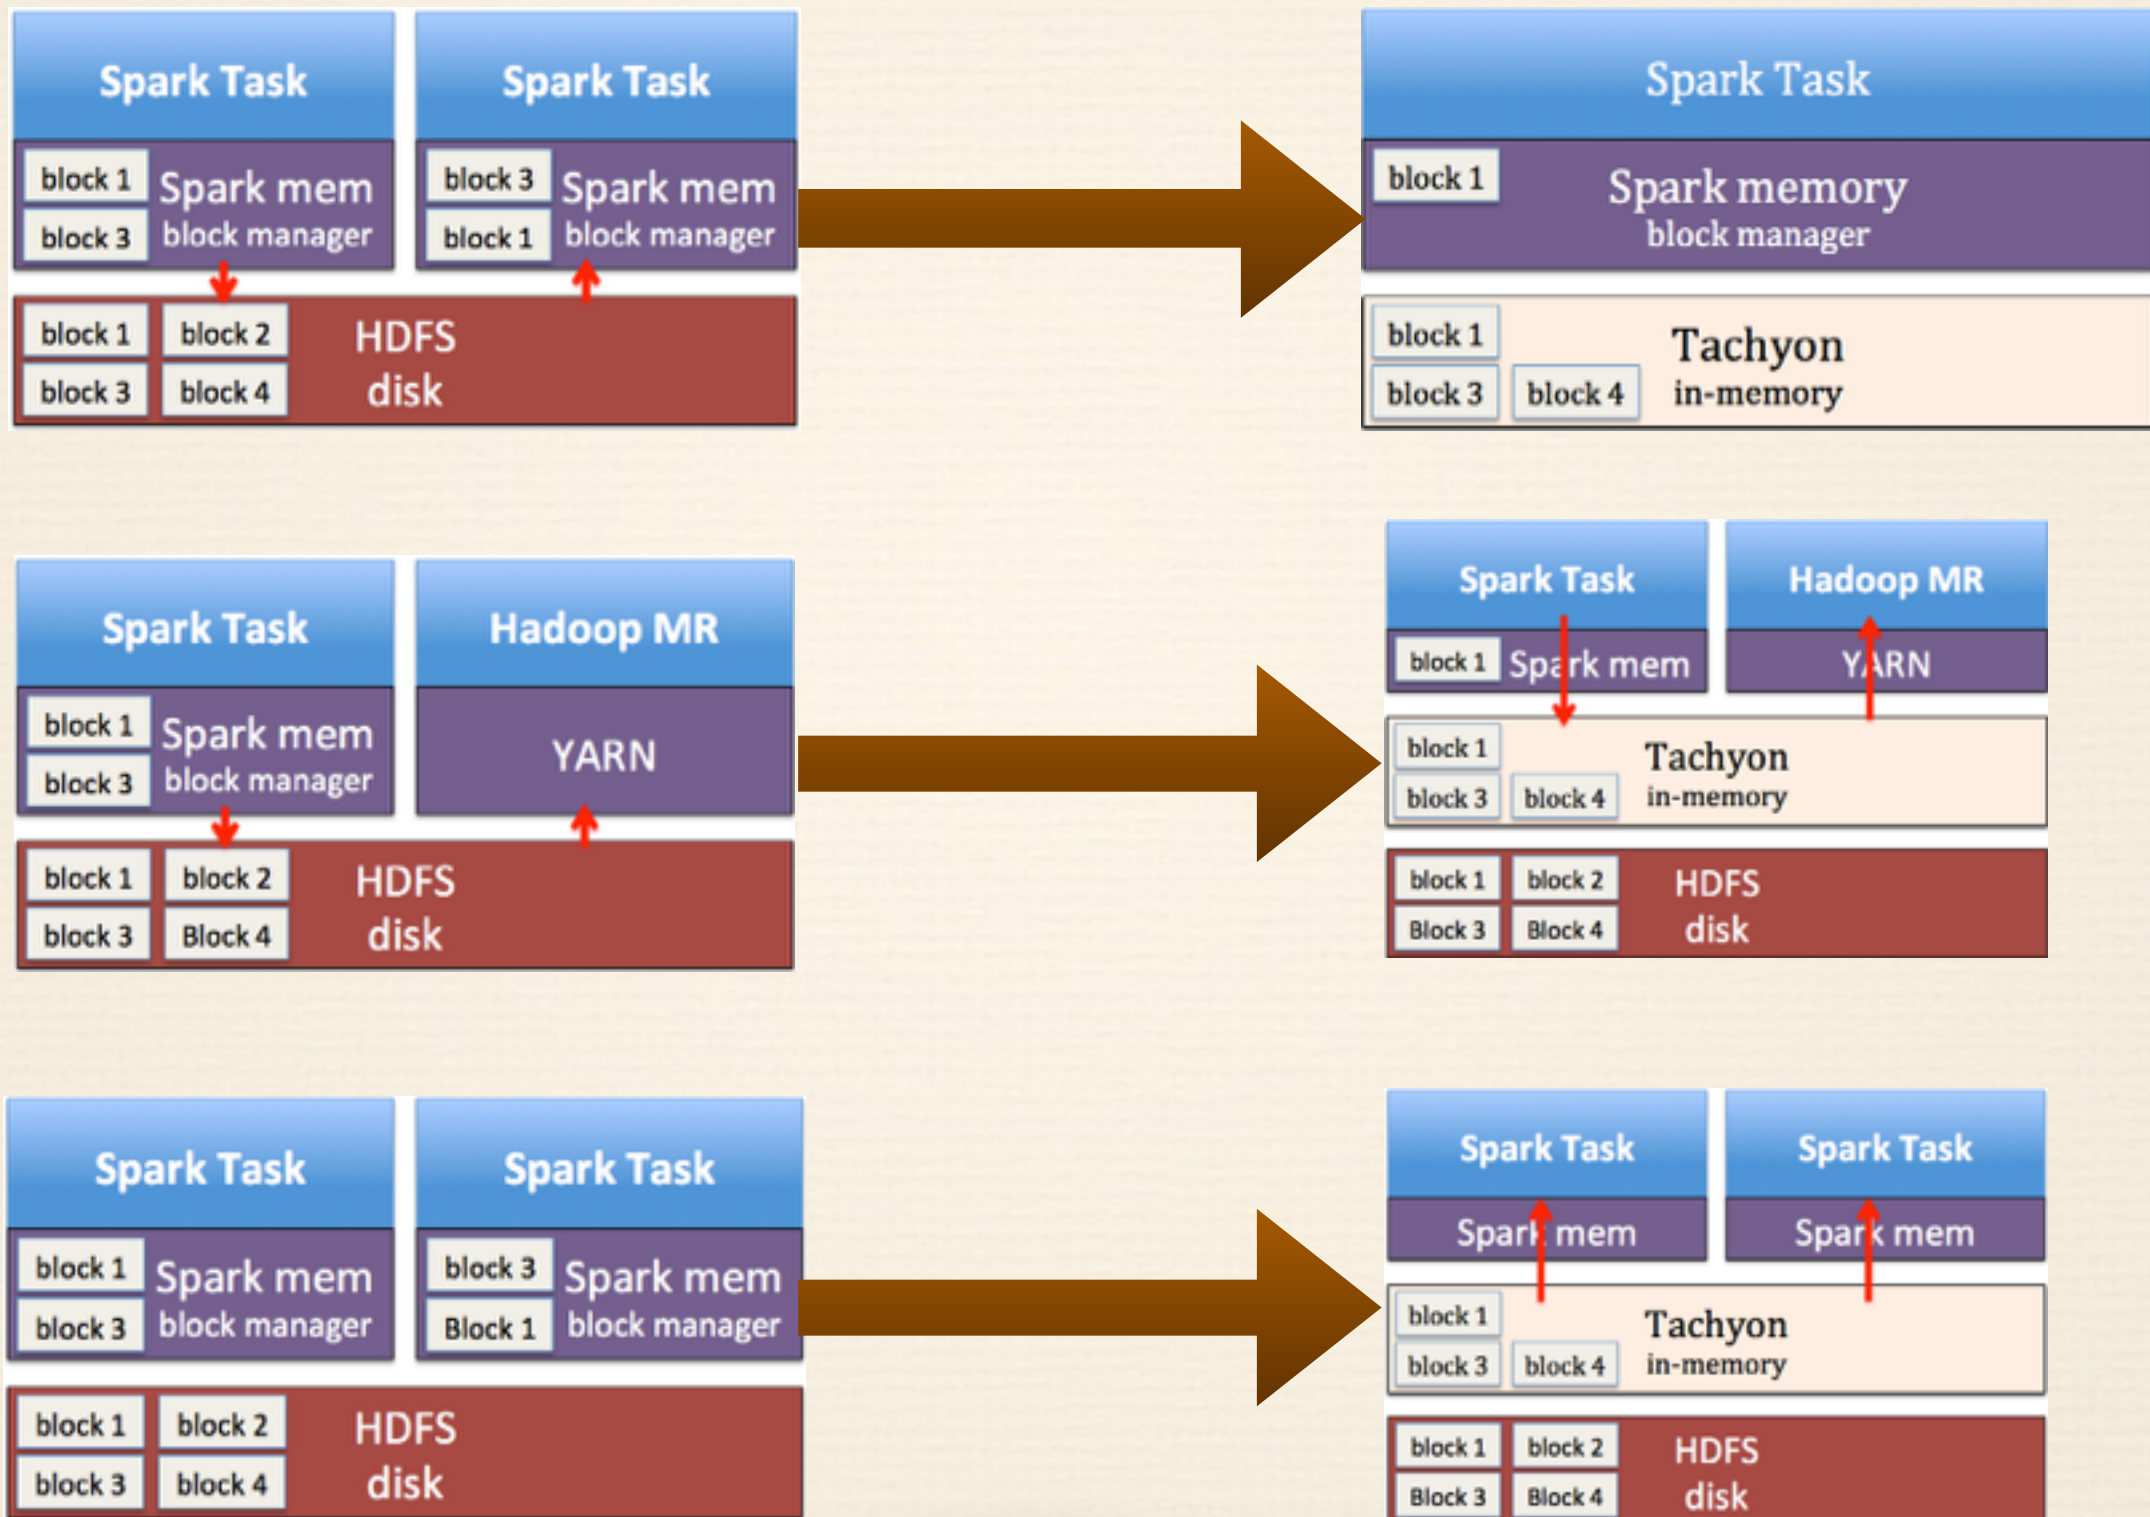 Spark Task
Spark Task
block 1
block 3
Spark mem
block manager
block 3
block 1
Spark mem
block manager
block 1
block 2
block 3
block 4
HDFS
disk
Spark Task
block 1
Spark memory
block manager
block 1
block 3
block 4
Tachyon
in-memory
Spark Task
Hadoop MR
block 1
block 3
Spark mem
block manager
YARN
block 1
block 2
block 3
Block 4
HDFS
disk
Spark Task
Hadoop MR
block 1
Spark mem
YARN
block 1
block 3
block 4
Tachyon
in-memory
block 1
block 2
Block 3
Block 4
HDFS
disk
Spark Task
Spark Task
block 1
block 3
Spark mem
block manager
block 3
Block 1
Spark mem
block manager
block 1
block 2
block 3
block 4
HDFS
disk
Spark Task
Spark Task
Spark mem
Spark mem
block 1
block 3
block 4
Tachyon
in-memory
block 1
block 2
Block 3
Block 4
HDFS
disk